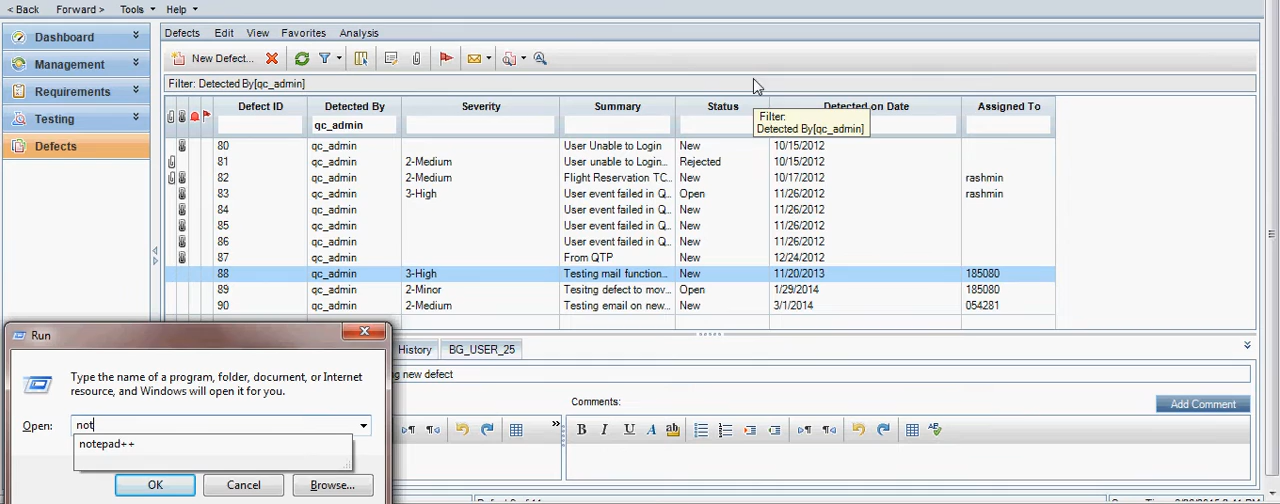 < Back Forward > Tools Help
Dashboard
Management
Requirements
Testing
Defects
Defects Edit View Favorites Analysis
New Defect...
Filter: Detected By[qc_admin]
Defect ID Detected By Severity Summary Status Detected on Date Assigned To
qc_admin
Filter:
Detected By[qc_admin]
80 qc_admin User Unable to Login New 10/15/2012
81 qc_admin 2-Medium User unable to Login... Rejected 10/15/2012
82 qc_admin 2-Medium Flight Reservation TC... New 10/17/2012 rashmin
83 qc_admin 3-High User event failed in Q... Open 11/26/2012 rashmin
84 qc_admin User event failed in Q... New 11/26/2012
85 qc_admin User event failed in Q... New 11/26/2012
86 qc_admin User event failed in Q... New 11/26/2012
87 qc_admin From QTP New 12/24/2012
88 qc_admin 3-High Testing mail function... New 11/20/2013 185080
89 qc_admin 2-Minor Tesitng defect to mov... Open 1/29/2014 185080
90 qc_admin 2-Medium Testing email on new... New 3/1/2014 054281
History BG_USER_25
ng new defect
Comments:
Add Comment
B I U A ab
Run
Type the name of a program, folder, document, or Internet
resource, and Windows will open it for you.
Open: not
notepad++
OK Cancel Browse...